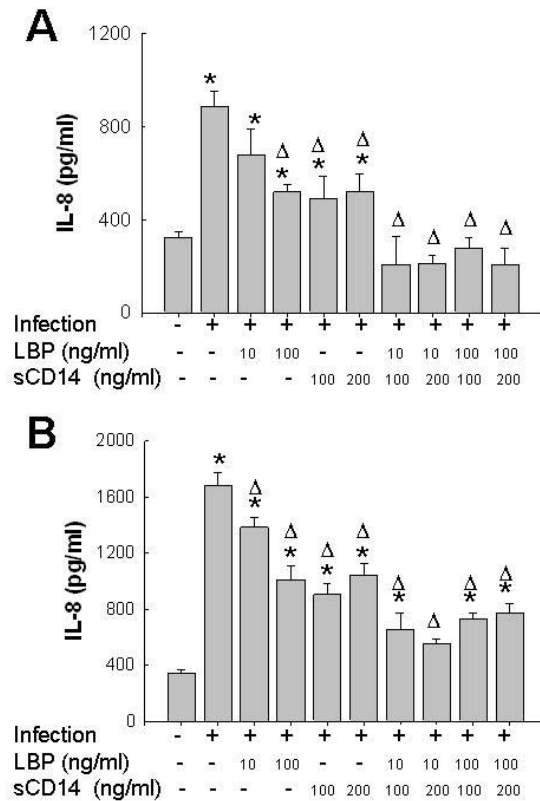 A
1200
800
400
0
IL-8 (pg/ml)
* * Δ * Δ * Δ * Δ Δ Δ Δ
Infection - + + + + + + + + +
LBP (ng/ml) - - 10 100 - - 10 10 100 100
sCD14 (ng/ml) - - - - 100 200 100 200 100 200
B
2000
1600
1200
800
400
0
IL-8 (pg/ml)
* Δ * Δ * Δ * Δ * Δ * Δ Δ * Δ *
Infection - + + + + + + + + +
LBP (ng/ml) - - 10 100 - - 10 10 100 100
sCD14 (ng/ml) - - - - 100 200 100 200 100 200